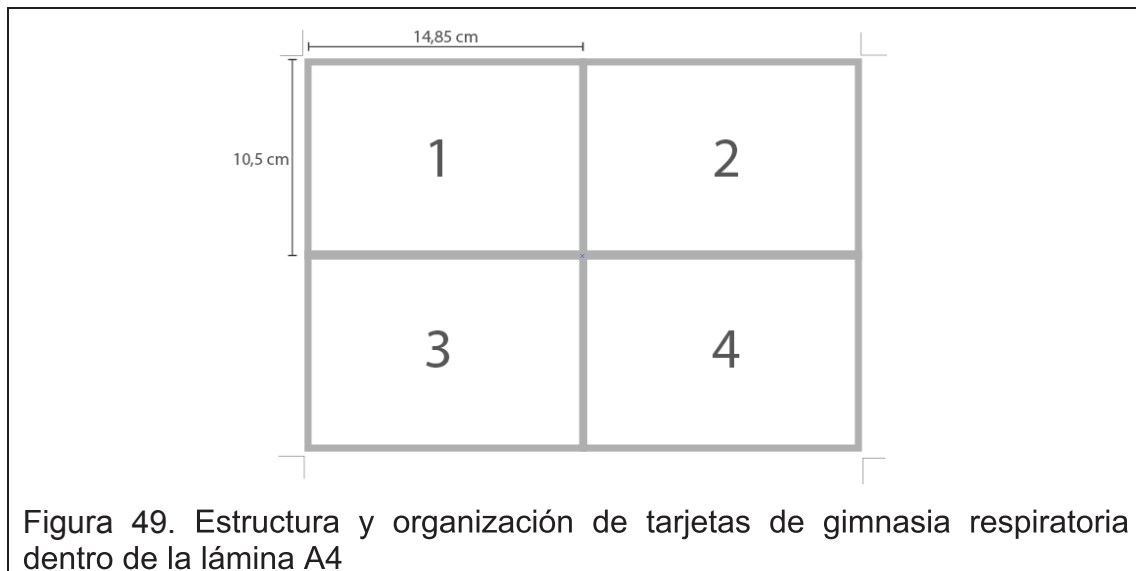 14,85 cm
10,5 cm
1
2
3
4
Figura 49. Estructura y organización de tarjetas de gimnasia respiratoria
dentro de la lámina A4